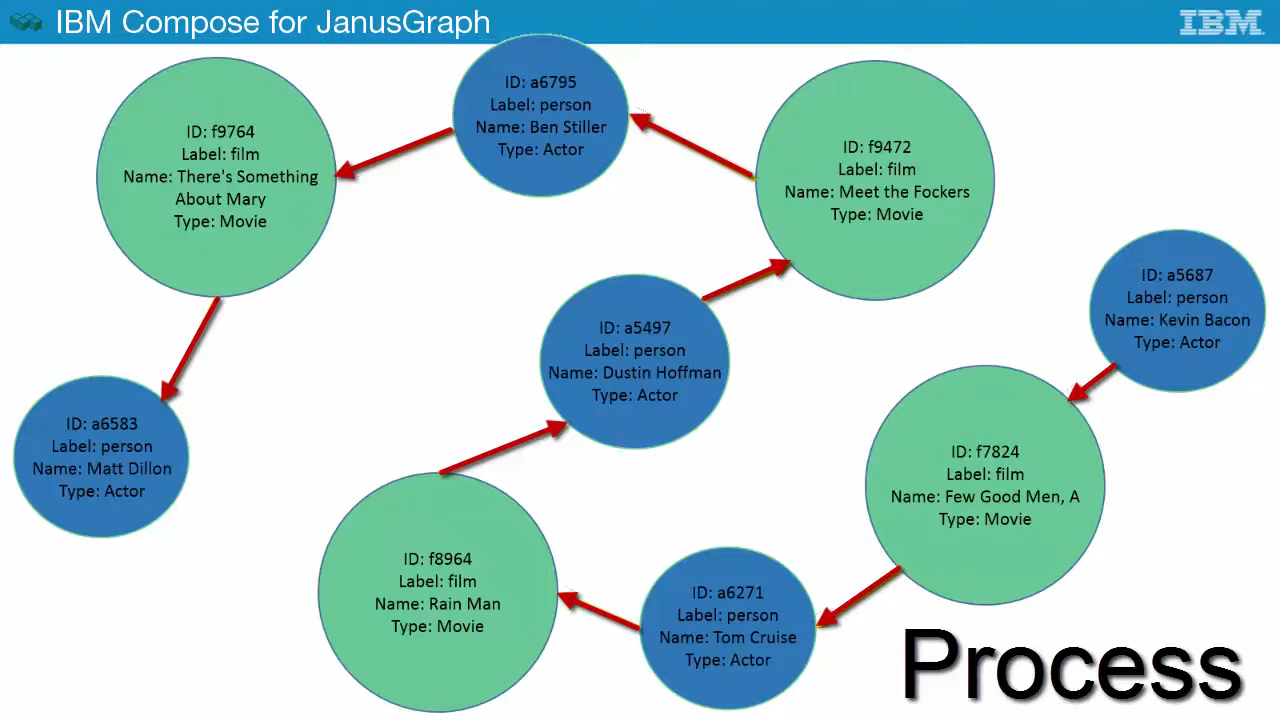 IBM Compose for JanusGraph
IBM
ID: a6795
Label: person
Name: Ben Stiller
Type: Actor
ID: f9764
Label: film
Name: There's Something
About Mary
Type: Movie
ID: f9472
Label: film
Name: Meet the Fockers
Type: Movie
ID: a5687
Label: person
Name: Kevin Bacon
Type: Actor
ID: a5497
Label: person
Name: Dustin Hoffman
Type: Actor
ID: a6583
Label: person
Name: Matt Dillon
Type: Actor
ID: f7824
Label: film
Name: Few Good Men, A
Type: Movie
ID: f8964
Label: film
Name: Rain Man
Type: Movie
ID: a6271
Label: person
Name: Tom Cruise
Type: Actor
Process